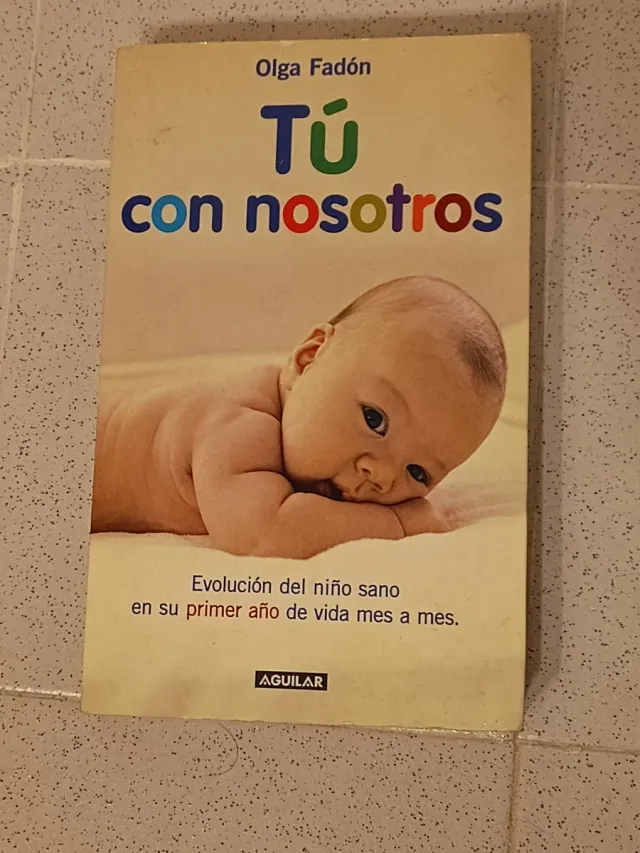 Olga Fadón
Tú
con nosotros
Evolución del niño sano
en su primer año de vida mes a mes.
AGUILAR